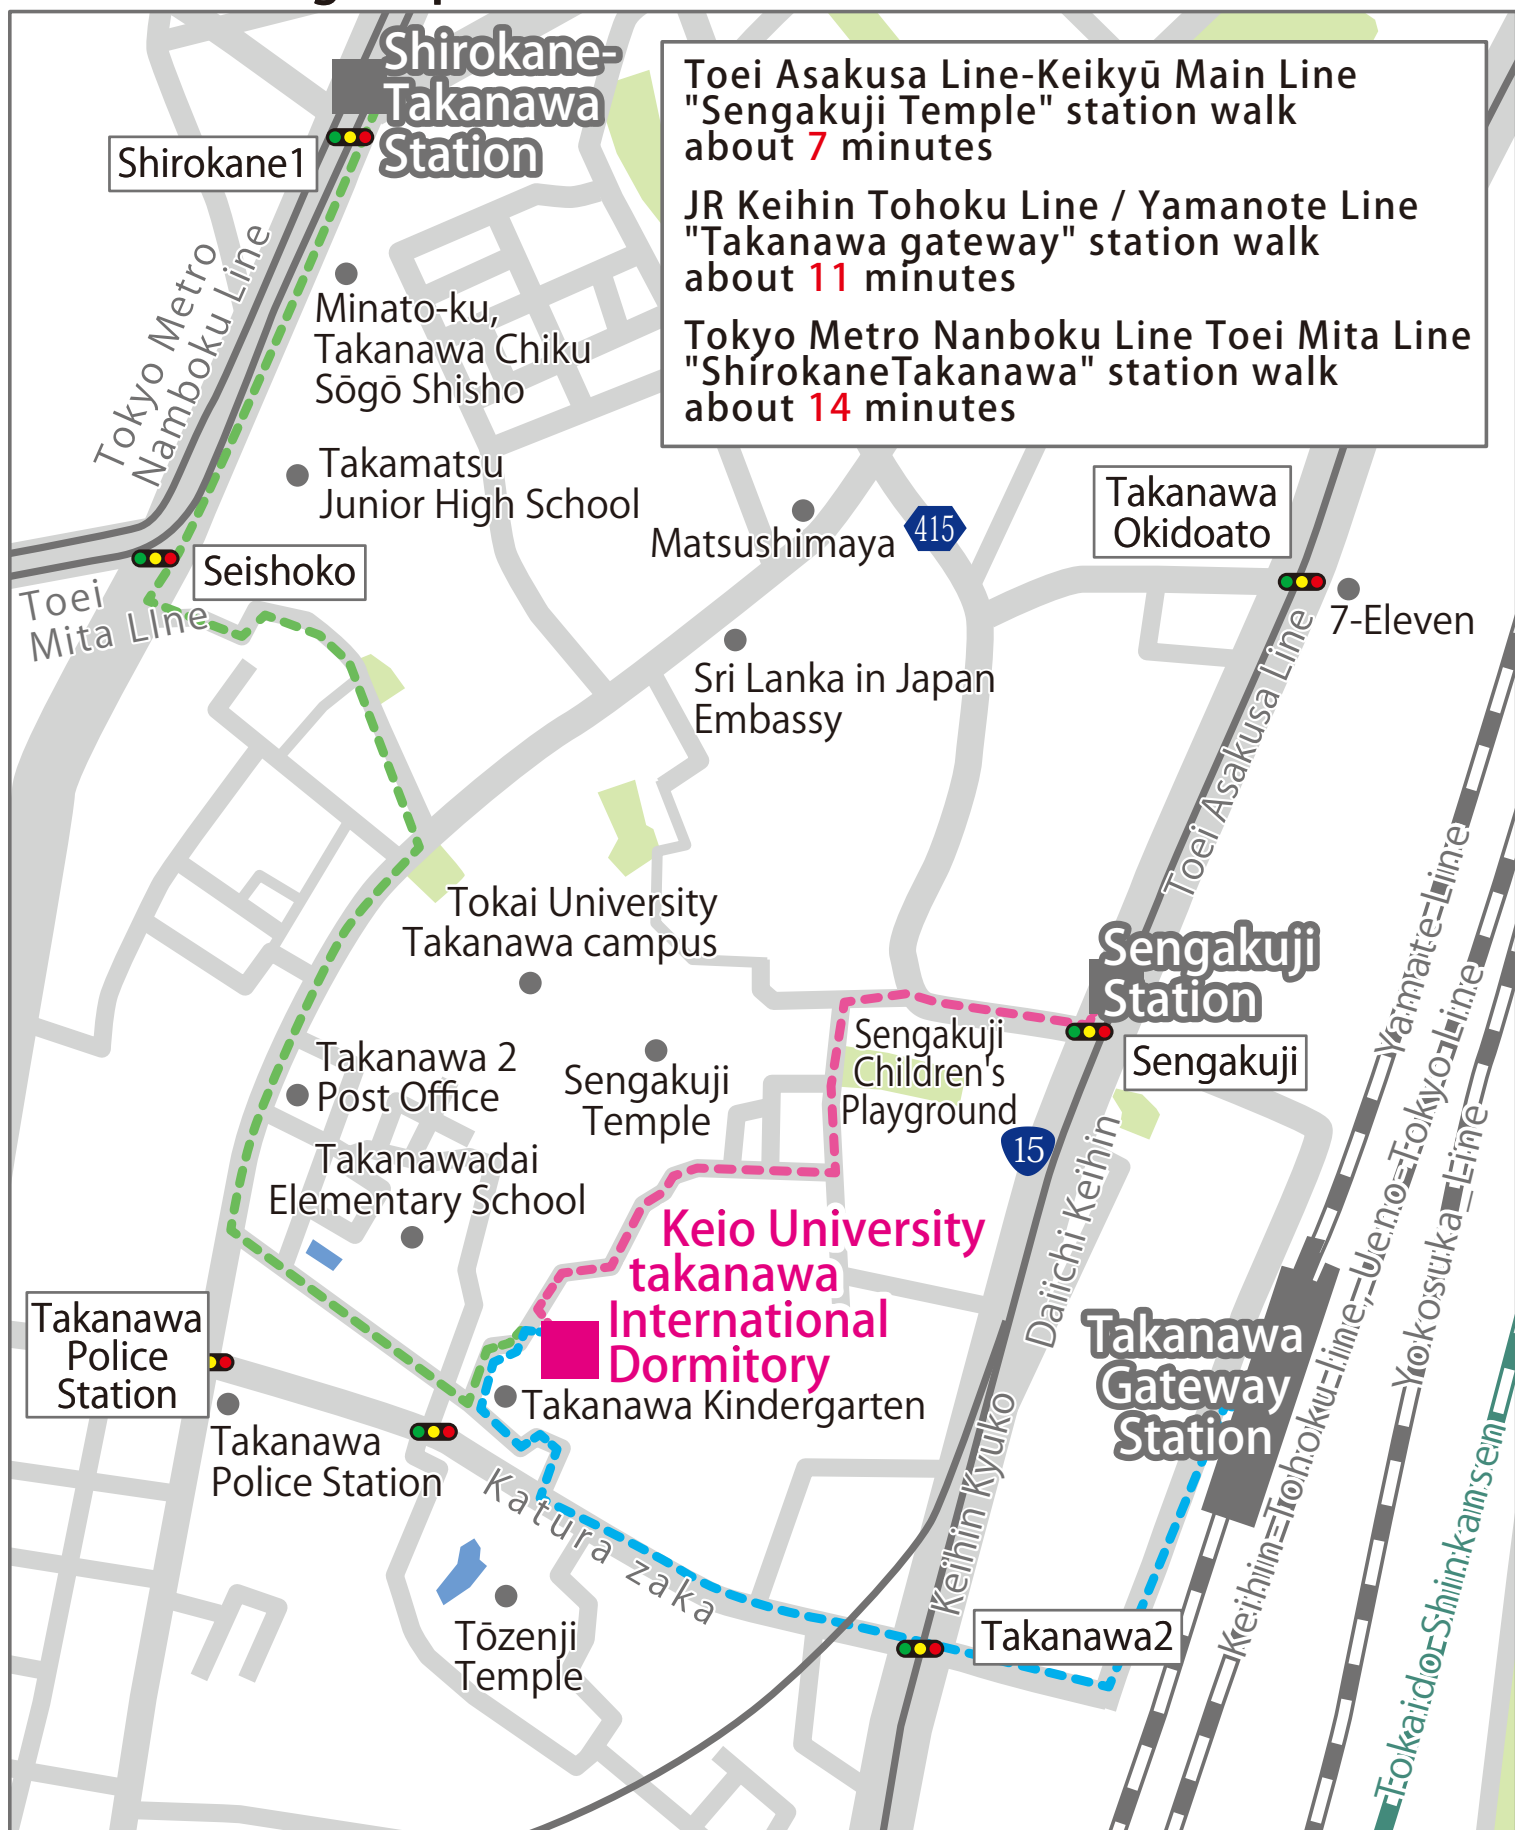 Shirokane-
Takanawa
Station
Shirokane1
Toei Asakusa Line-Keikyū Main Line
"Sengakuji Temple" station walk
about 7 minutes
JR Keihin Tohoku Line / Yamanote Line
"Takanawa gateway" station walk
about 11 minutes
Tokyo Metro Nanboku Line Toei Mita Line
"ShirokaneTakanawa" station walk
about 14 minutes
Tokyo Metro
Namboku Line
Minato-ku,
Takanawa Chiku
Sōgō Shisho
Takamatsu
Junior High School
Matsushimaya
415
Takanawa
Okidoato
7-Eleven
Seishoko
Toei
Mita LIne
Sri Lanka in Japan
Embassy
Toei Asakusa Line
Tokai University
Takanawa campus
Sengakuji
Station
Sengakuji
Yamate Line
Sengakuji
Children's
Playground
Takanawa 2
Post Office
Sengakuji
Temple
15
Takanawadai
Elementary School
Keio University
takanawa
International
Dormitory
Daiichi Keihin
Takanawa
Gateway
Station
Takanawa
Police
Station
Takanawa Kindergarten
Takanawa
Police Station
Katura zaka
Keihin Kyuko
Keihin-Tohoku-Line, Ueno-Tokyo-Line
Yokosuka Line
Tokaido Shinkansen
Tōzenji
Temple
Takanawa2